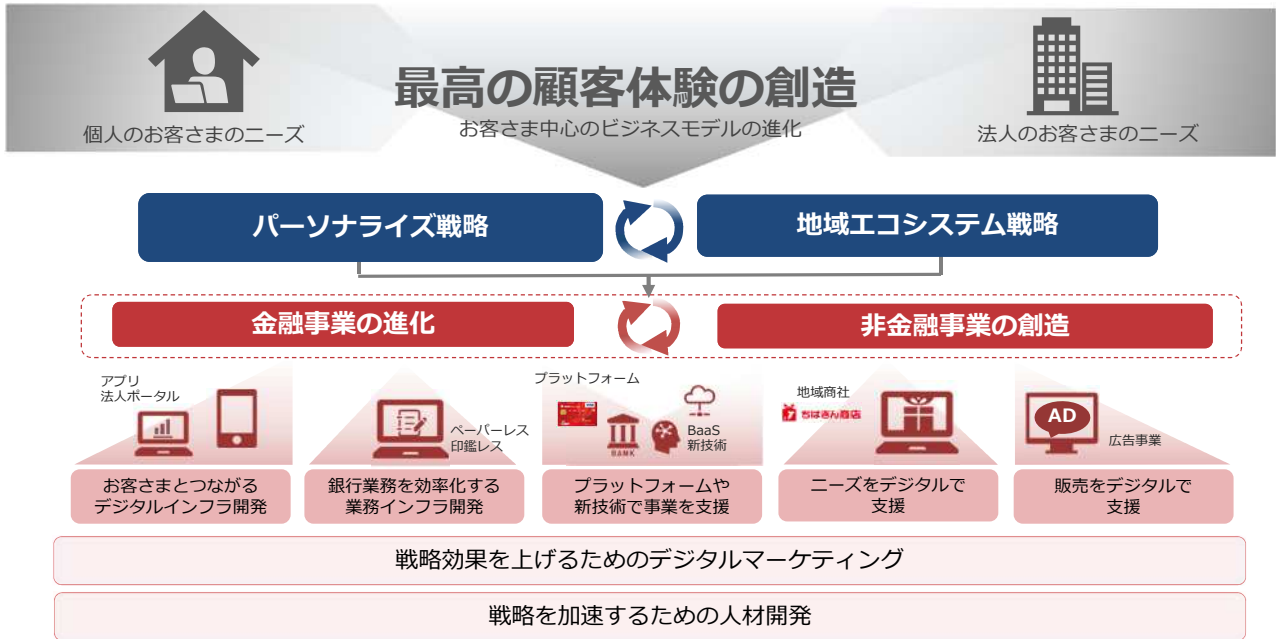 最高の顧客体験の創造
お客さま中心のビジネスモデルの進化
個人のお客さまのニーズ
法人のお客さまのニーズ
パーソナライズ戦略
地域エコシステム戦略
金融事業の進化
非金融事業の創造
アプリ
法人ポータル
ペーパーレス
印鑑レス
プラットフォーム
BANK
BaaS
新技術
地域商社
ちばぎん商店
AD
広告事業
お客さまとつながる
デジタルインフラ開発
銀行業務を効率化する
業務インフラ開発
プラットフォームや
新技術で事業を支援
ニーズをデジタルで
支援
販売をデジタルで
支援
戦略効果を上げるためのデジタルマーケティング
戦略を加速するための人材開発